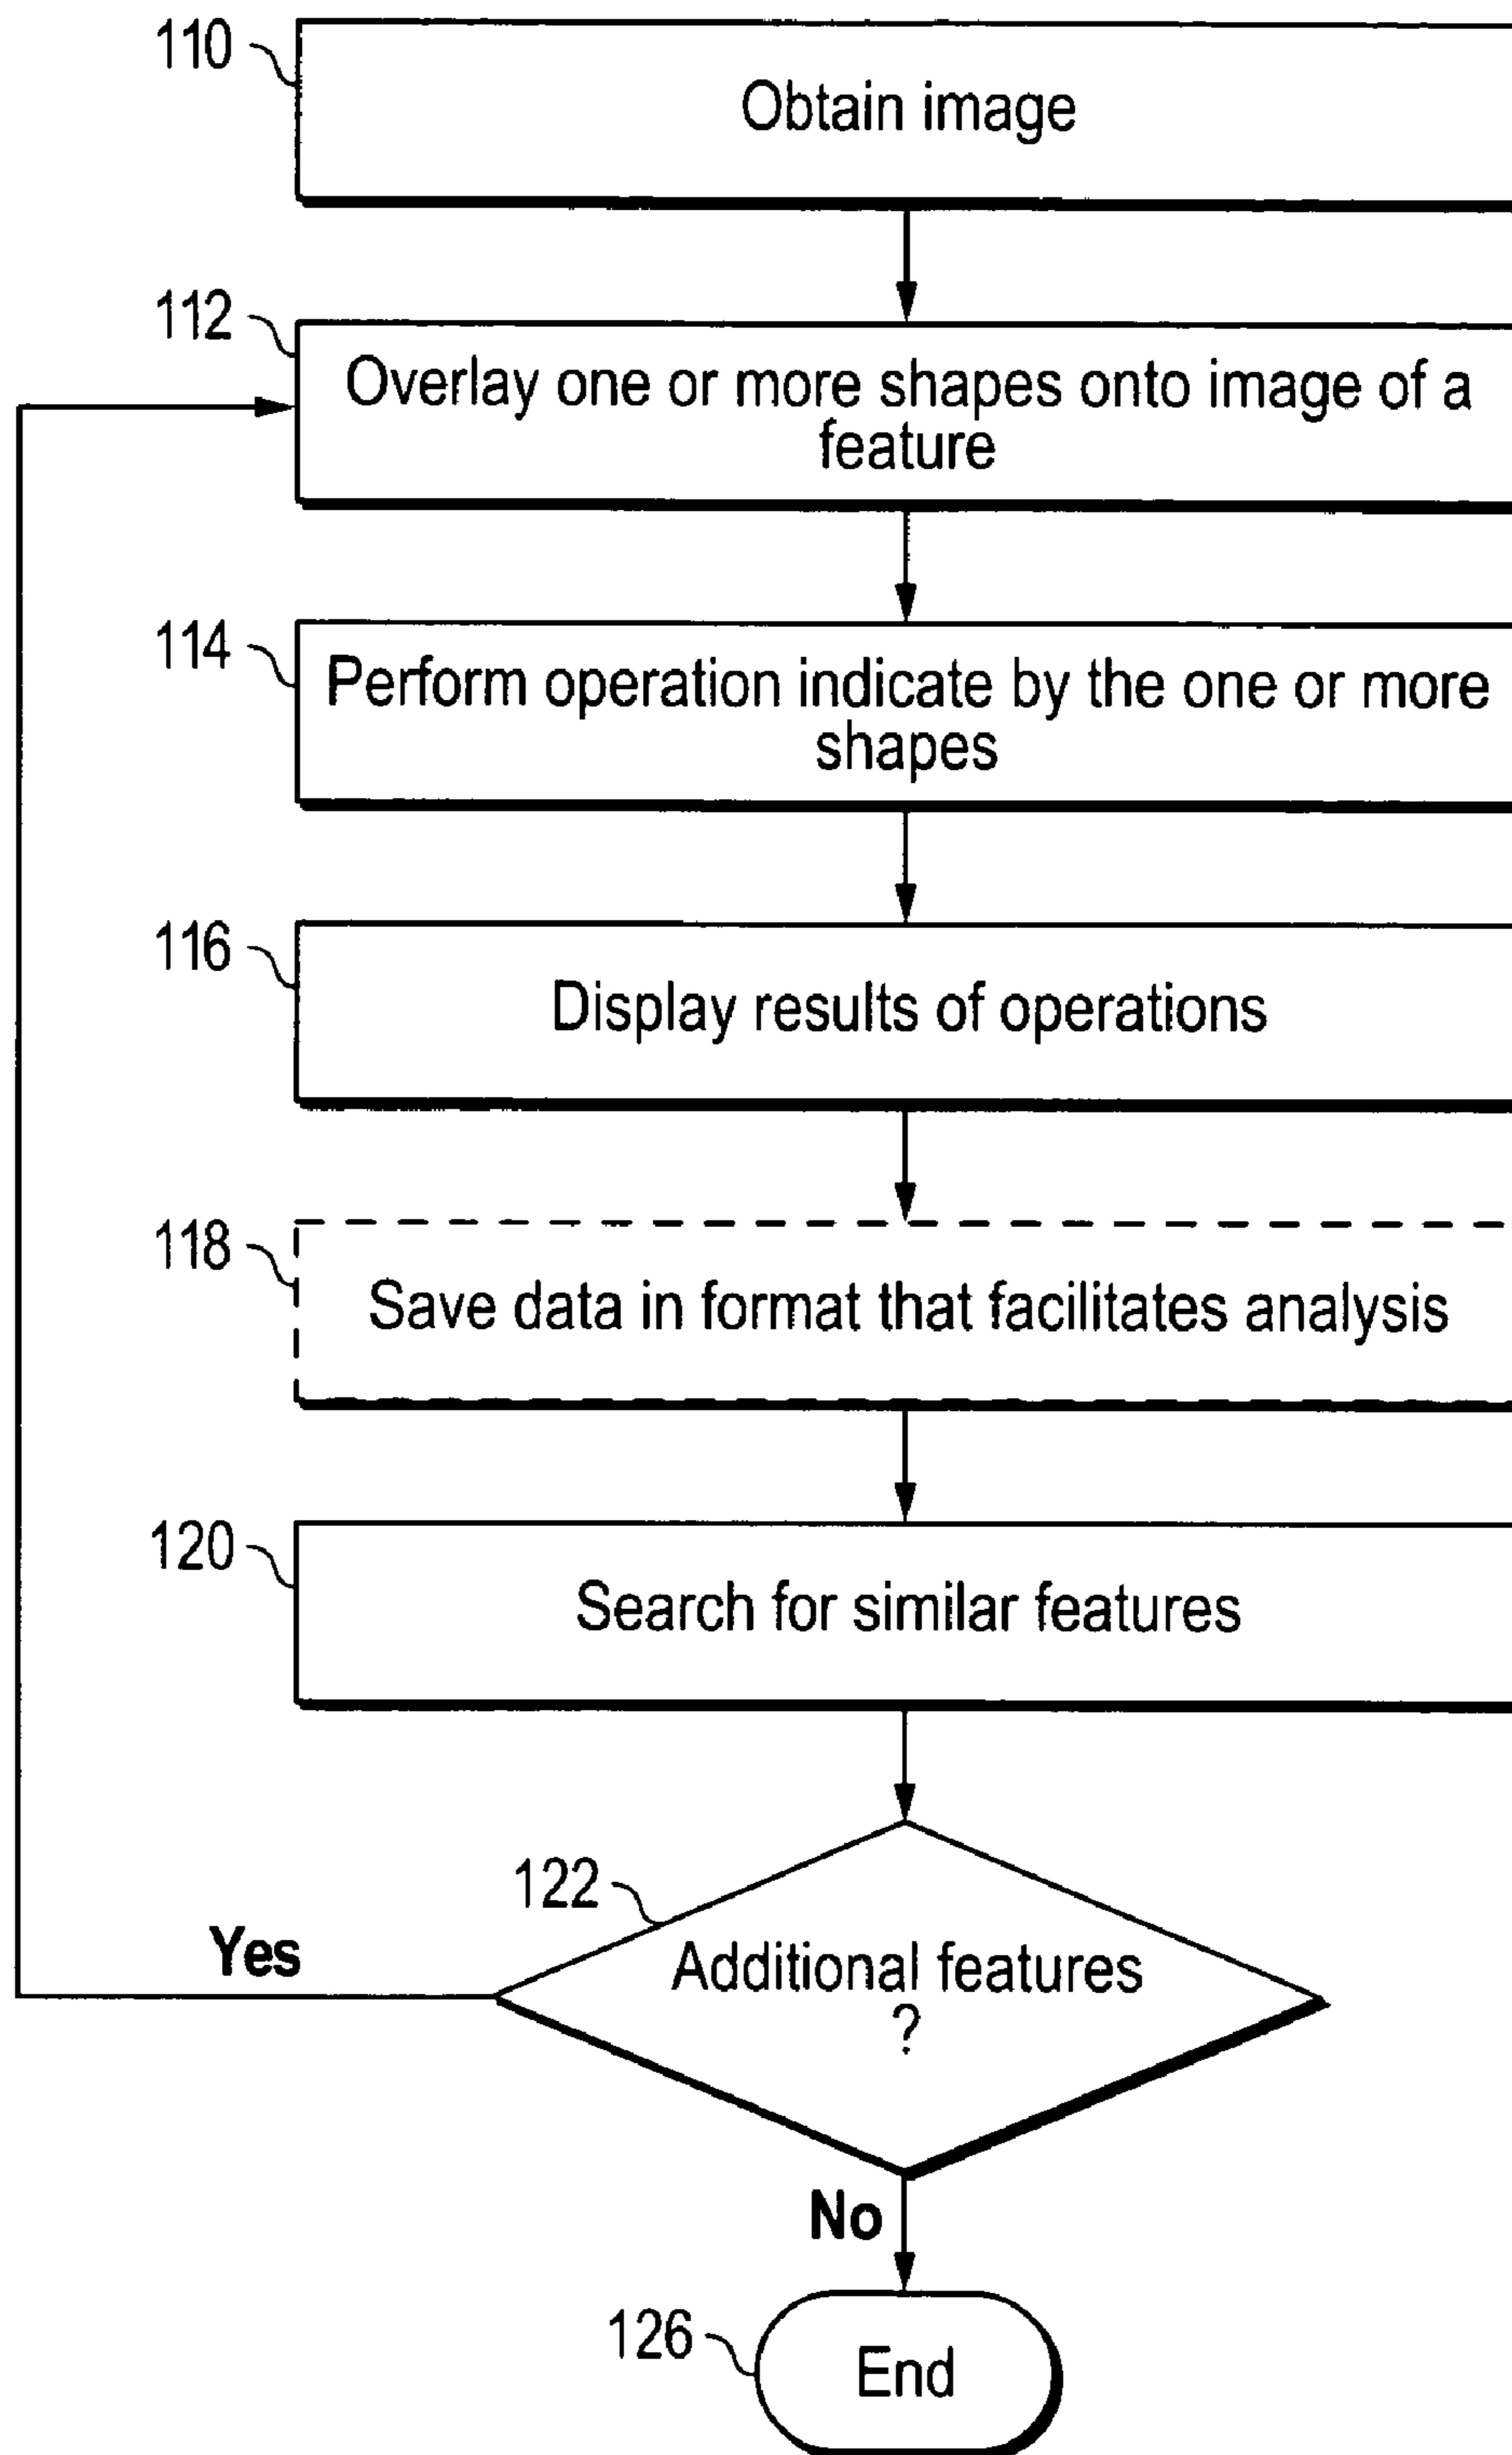 110
Obtain image
112
Overlay one or more shapes onto image of a
feature
114
Perform operation indicate by the one or more
shapes
116
Display results of operations
118
Save data in format that facilitates analysis
120
Search for similar features
122
Additional features
?
Yes
No
126
End